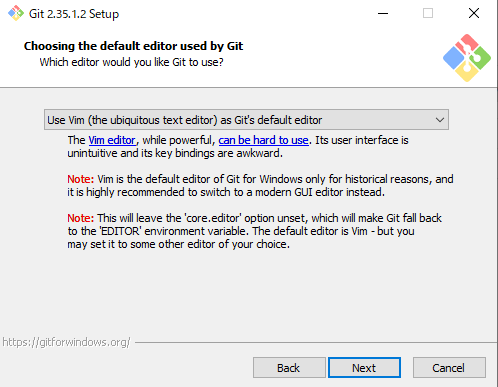 Git 2.35.1.2 Setup
Choosing the default editor used by Git
Which editor would you like Git to use?
Use Vim (the ubiquitous text editor) as Git's default editor
The Vim editor, while powerful, can be hard to use. Its user interface is
unintuitive and its key bindings are awkward.
Note: Vim is the default editor of Git for Windows only for historical reasons, and
it is highly recommended to switch to a modern GUI editor instead.
Note: This will leave the 'core.editor' option unset, which will make Git fall back
to the 'EDITOR' environment variable. The default editor is Vim - but you
may set it to some other editor of your choice.
https://gitforwindows.org/
Back Next Cancel